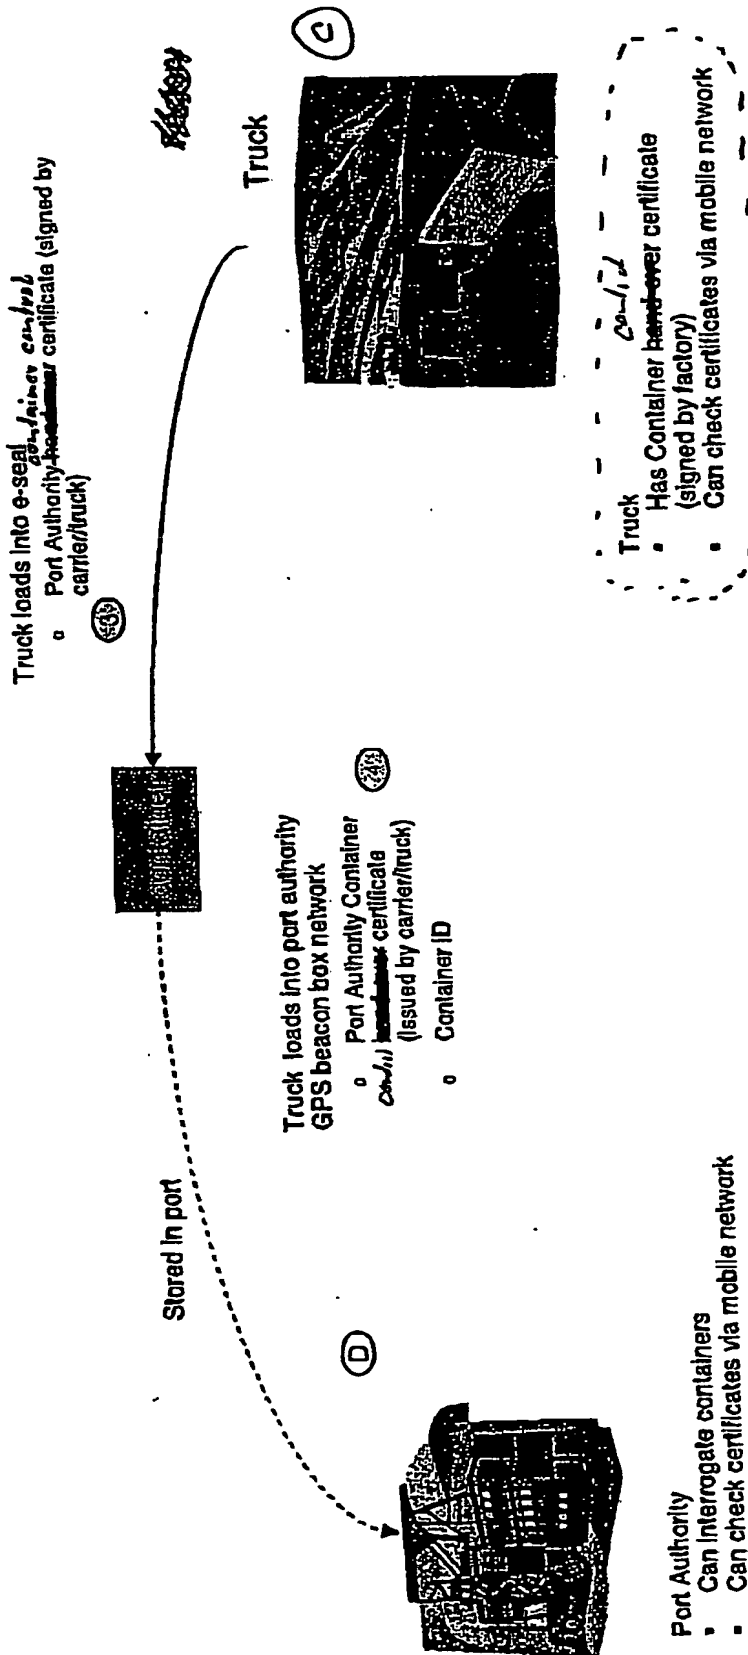 Truck loads into e-seal
container control
o Port Authority certificate (signed by
carrier/truck)
Truck
C
Stored in port
Truck loads into port authority
GPS beacon box network
o Port Authority Container
control certificate
(issued by carrier/truck)
o Container ID
D
Truck
control
▪ Has Container hand over certificate
(signed by factory)
▪ Can check certificates via mobile network
Port Authority
▪ Can interrogate containers
▪ Can check certificates via mobile network